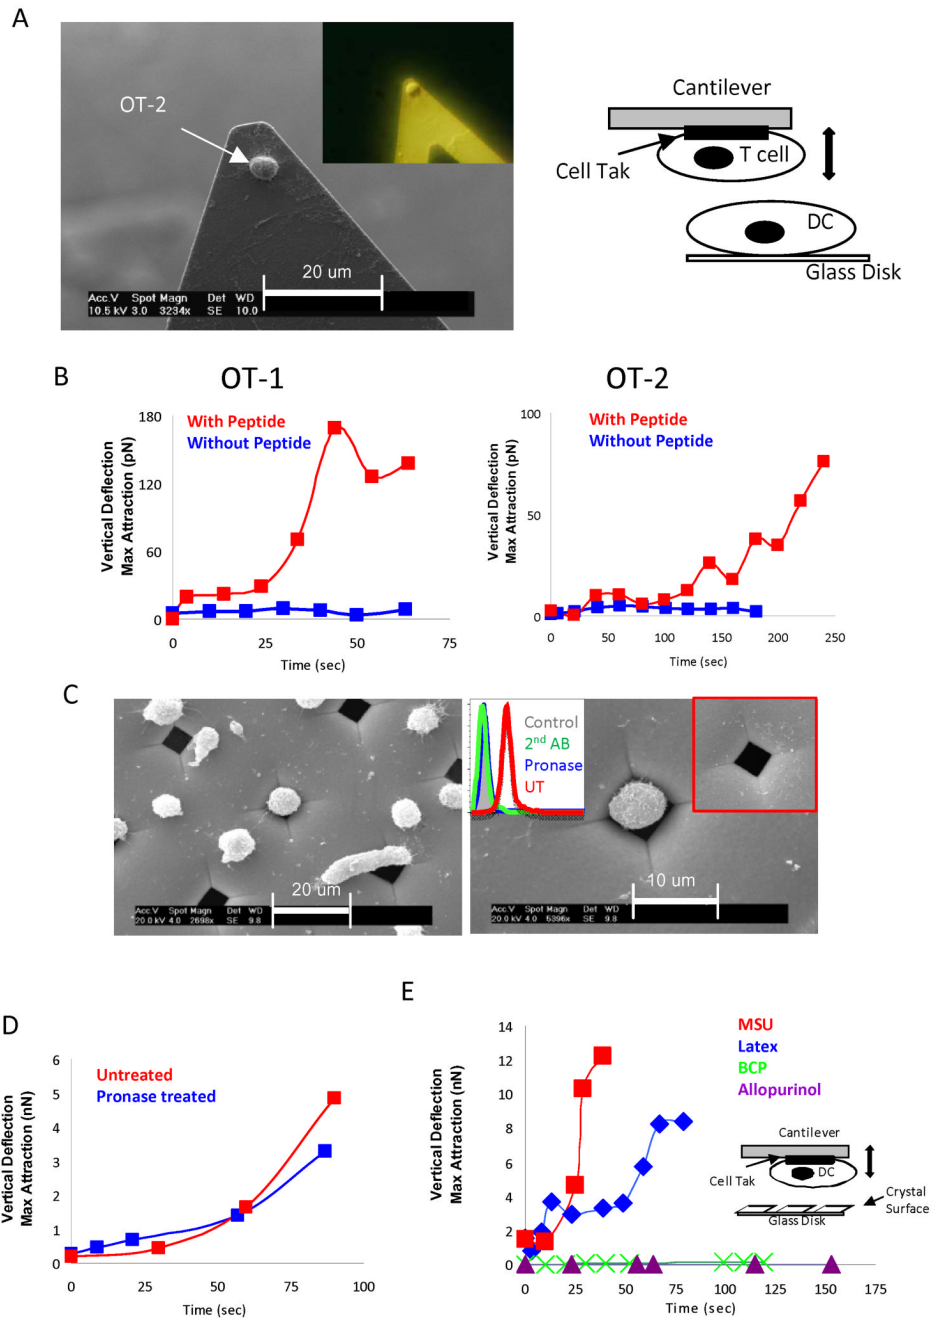 A
OT-2
20 um
Acc.V Spot Magn Det WD
10.5 kV 3.0 3234x SE 10.0
Cantilever
Cell Tak
T cell
DC
Glass Disk
B
OT-1
With Peptide
Without Peptide
Vertical Deflection
Max Attraction (pN)
180
120
60
0
0 25 50 75
Time (sec)
OT-2
With Peptide
Without Peptide
Vertical Deflection
Max Attraction (pN)
100
50
0
0 50 100 150 200 250
Time (sec)
C
20 um
Acc.V Spot Magn Det WD
20.0 kV 4.0 2698x SE 9.8
Control
2nd AB
Pronase
UT
10 um
Acc.V Spot Magn Det WD
20.0 kV 4.0 5396x SE 9.8
D
Untreated
Pronase treated
Vertical Deflection
Max Attraction (nN)
6
5
4
3
2
1
0
0 25 50 75 100
Time (sec)
E
MSU
Latex
BCP
Allopurinol
Vertical Deflection
Max Attraction (nN)
14
12
10
8
6
4
2
0
0 25 50 75 100 125 150 175
Time (sec)
Cantilever
Cell Tak
DC
Crystal
Surface
Glass Disk